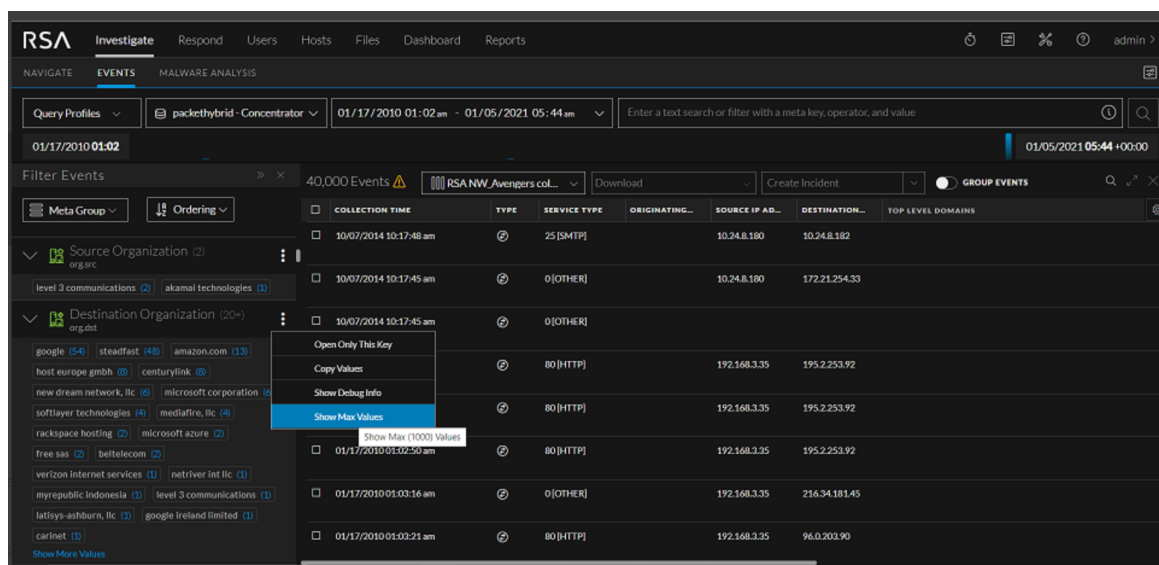 RSA Investigate Respond Users Hosts Files Dashboard Reports admin >
NAVIGATE EVENTS MALWARE ANALYSIS
Query Profiles packethybrid - Concentrator 01/17/2010 01:02 am - 01/05/2021 05:44 am Enter a text search or filter with a meta key, operator, and value
01/17/2010 01:02 01/05/2021 05:44 +00:00
Filter Events
40,000 Events RSA NW_Avengers col... Download Create Incident GROUP EVENTS
Meta Group Ordering
COLLECTION TIME TYPE SERVICE TYPE ORIGINATING... SOURCE IP AD... DESTINATION... TOP LEVEL DOMAINS
10/07/2014 10:17:48 am 25 [SMTP] 10.24.8.180 10.24.8.182
Source Organization (2)
org.src
10/07/2014 10:17:45 am 0 [OTHER] 10.24.8.180 172.21.254.33
level 3 communications (2) akamai technologies (1)
Destination Organization (20+)
org.dst
10/07/2014 10:17:45 am 0 [OTHER]
google (54) steadfast (48) amazon.com (13)
host europe gmbh (8) centurylink (8)
new dream network, llc (6) microsoft corporation
softlayer technologies (4) mediafire, llc (4)
rackspace hosting (2) microsoft azure (2)
free sas (2) beltelecom (2)
verizon internet services (1) netriver int llc (1)
myrepublic indonesia (1) level 3 communications (1)
latisys-ashburn, llc (1) google ireland limited (1)
carinet (1)
Show More Values
Open Only This Key
Copy Values
Show Debug Info
Show Max Values
Show Max (1000) Values
80 [HTTP] 192.168.3.35 195.2.253.92
80 [HTTP] 192.168.3.35 195.2.253.92
01/17/2010 01:02:50 am 80 [HTTP] 192.168.3.35 195.2.253.92
01/17/2010 01:03:16 am 0 [OTHER] 192.168.3.35 216.34.181.45
01/17/2010 01:03:21 am 80 [HTTP] 192.168.3.35 96.0.203.90